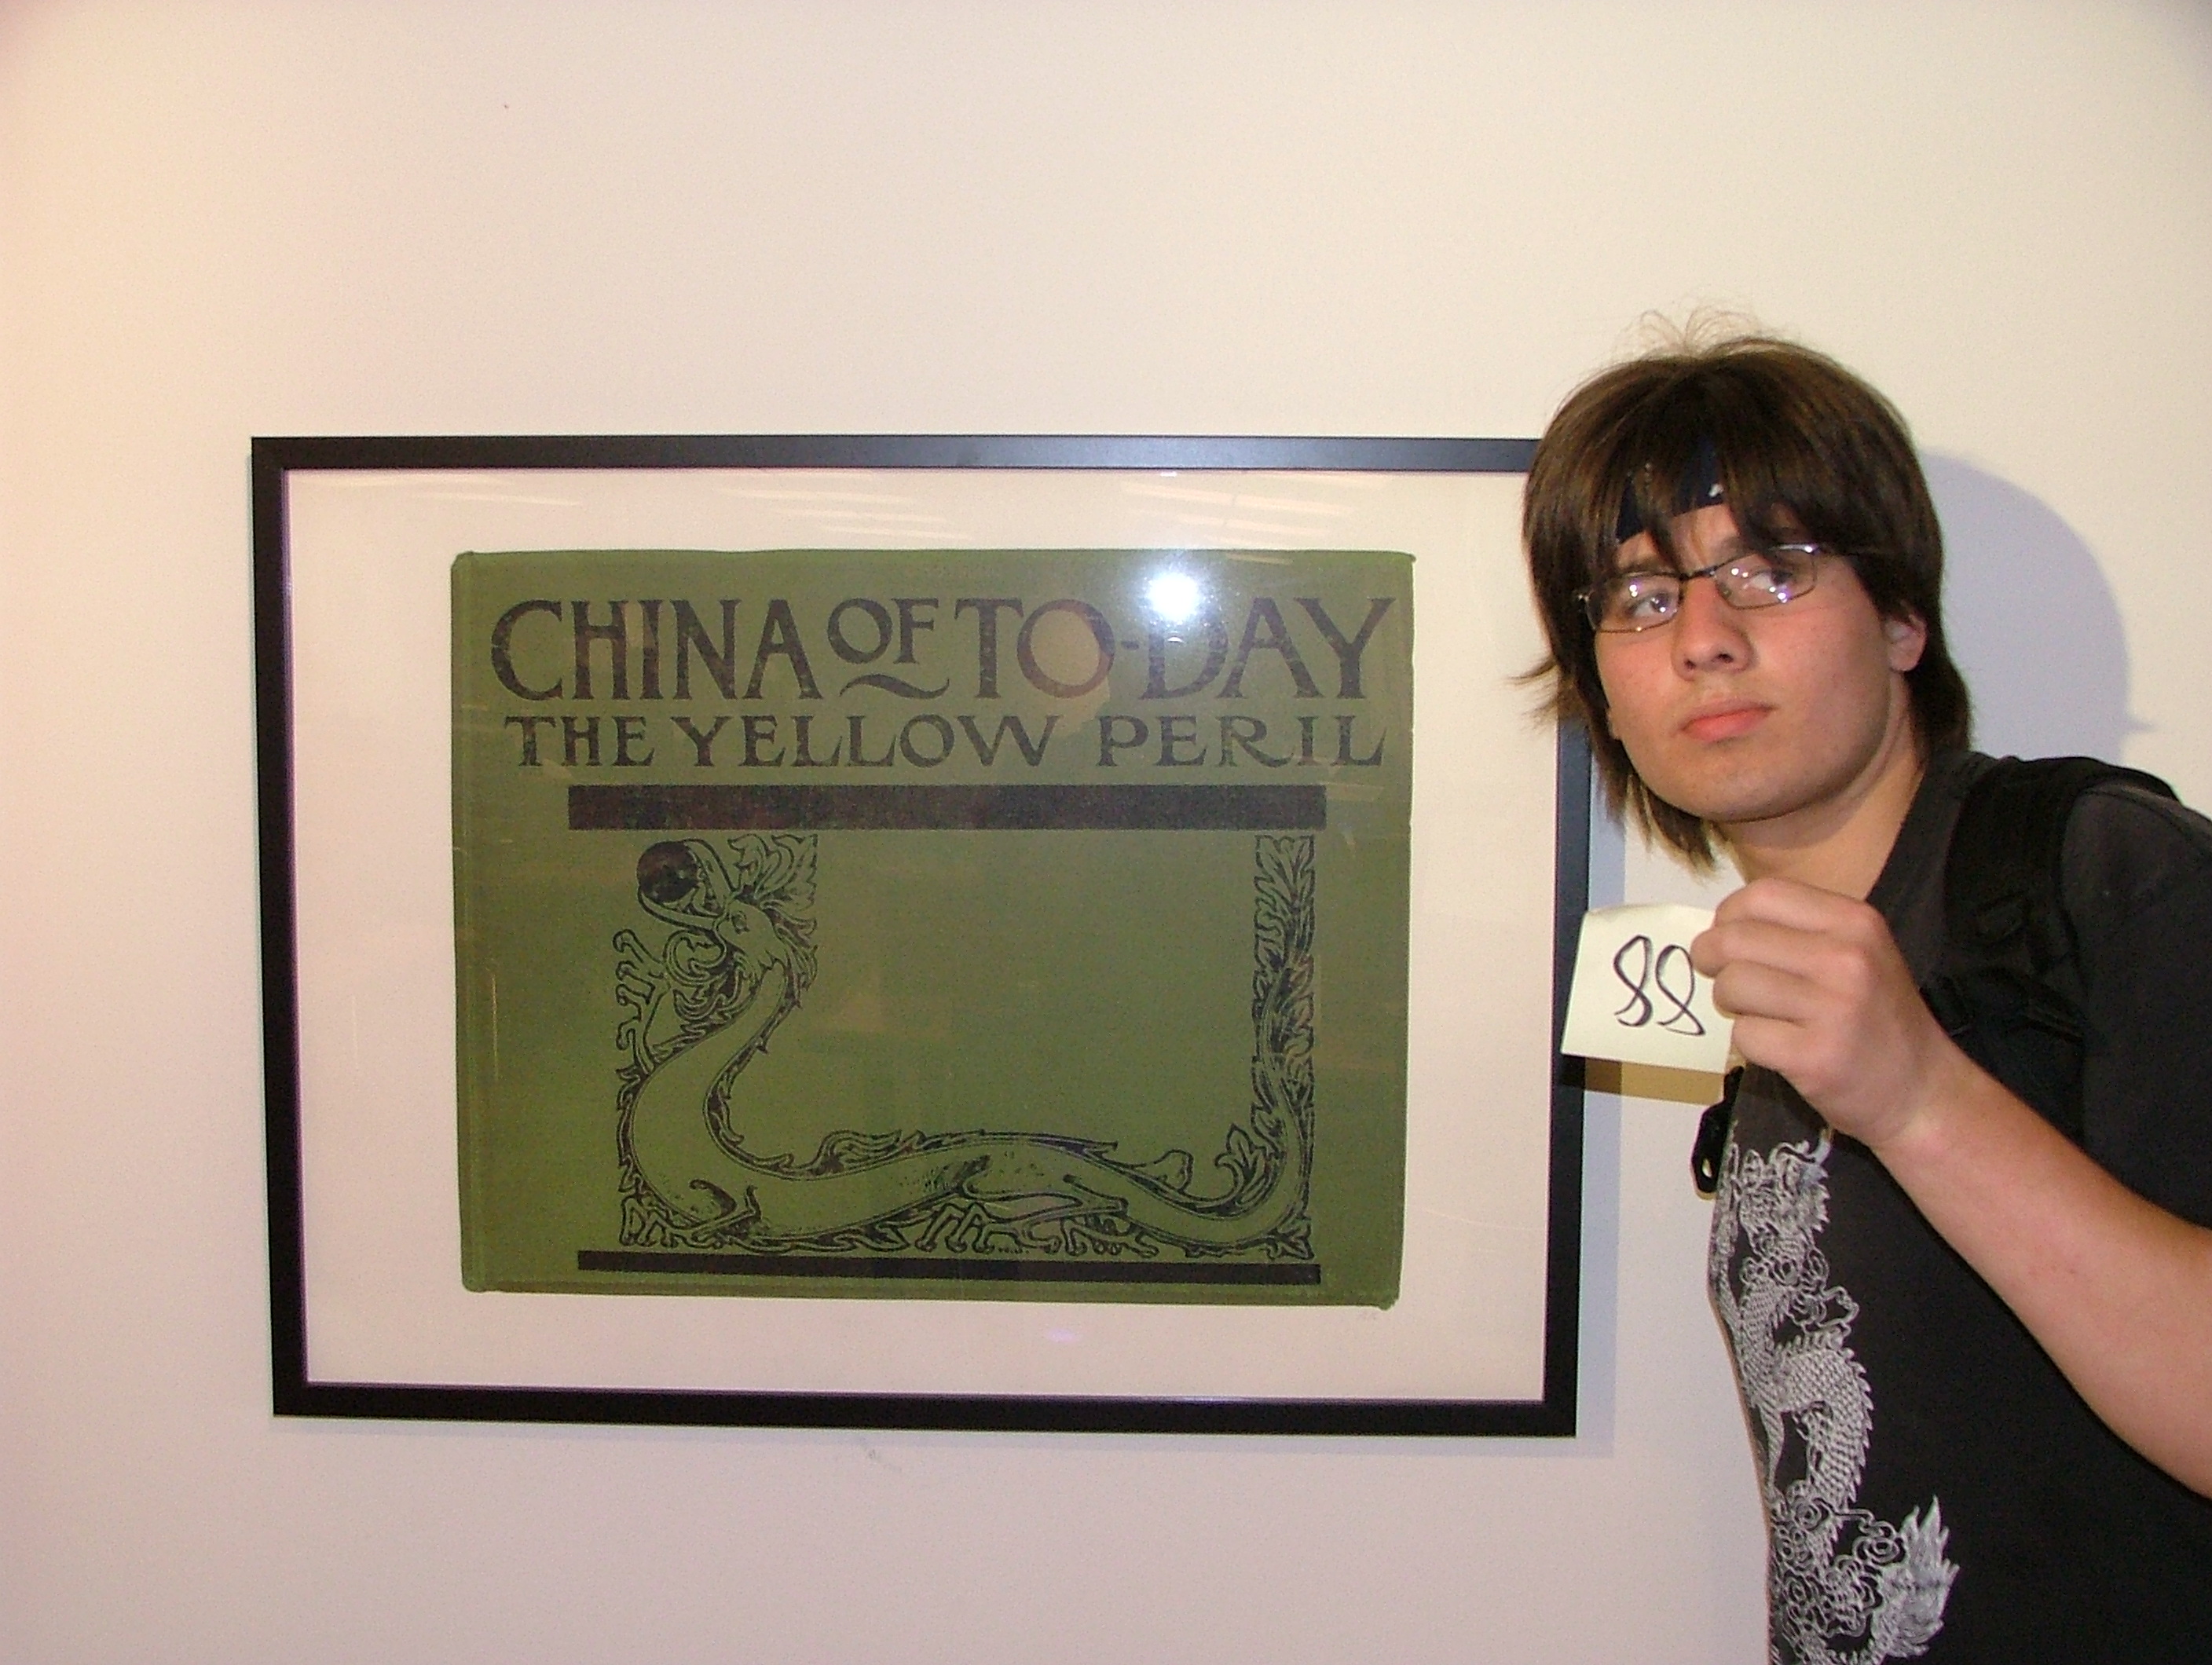 CHINA OF TO-DAY
THE YELLOW PERIL
88